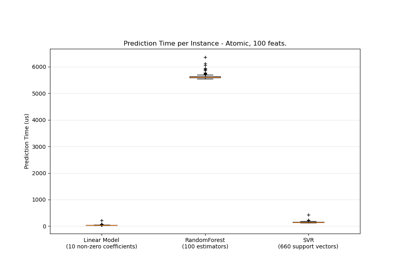 Prediction Time per Instance - Atomic, 100 feats.
Prediction Time (us)
6000
5000
4000
3000
2000
1000
0
Linear Model
(10 non-zero coefficients)
RandomForest
(100 estimators)
SVR
(660 support vectors)